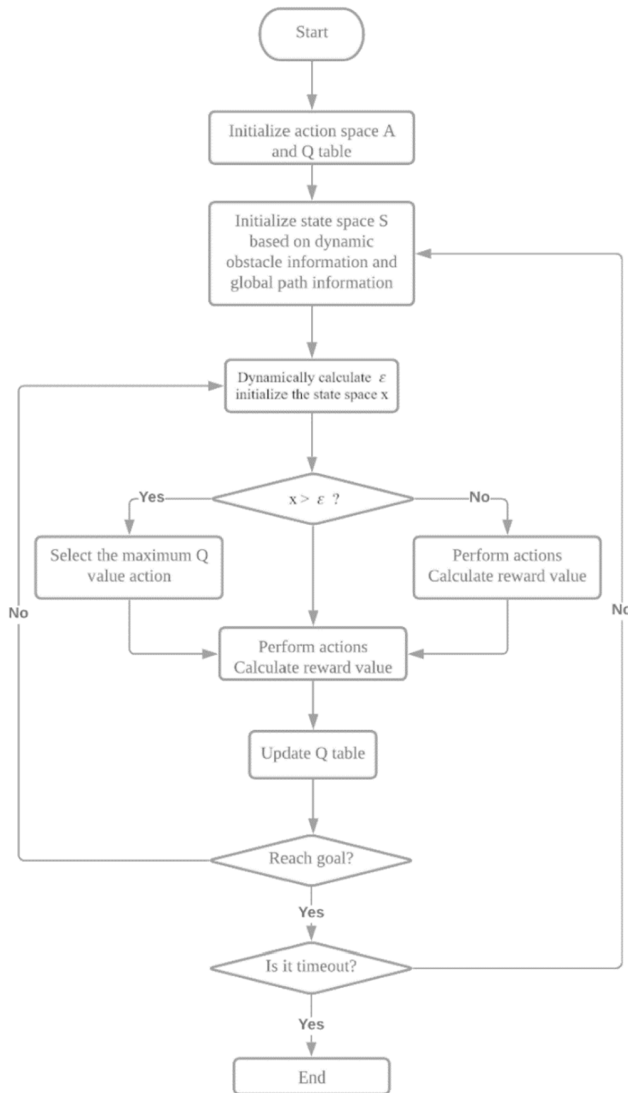 Start
Initialize action space A
and Q table
Initialize state space S
based on dynamic
obstacle information and
global path information
Dynamically calculate ε
initialize the state space x
x > ε ?
Yes
No
Select the maximum Q
value action
Perform actions
Calculate reward value
No
No
Perform actions
Calculate reward value
Update Q table
Reach goal?
Yes
Is it timeout?
Yes
End